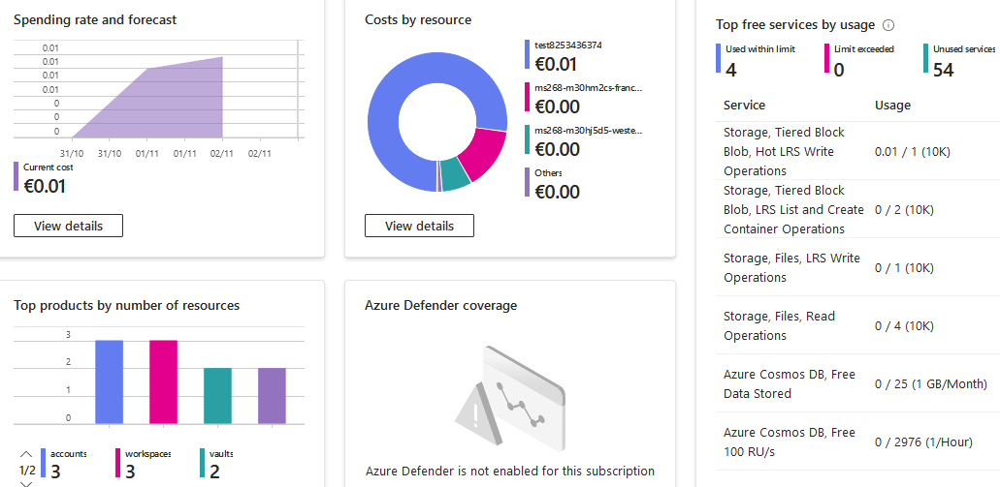 Spending rate and forecast
0.01
0.01
0.01
0.01
0
0
0
31/10 31/10 01/11 01/11 02/11 02/11
Current cost
€0.01
View details
Costs by resource
test8253436374
€0.01
ms268-m30hm2cs-franc...
€0.00
ms268-m30hj5d5-weste...
€0.00
Others
€0.00
View details
Top free services by usage
Used within limit
4
Limit exceeded
0
Unused services
54
Service Usage
Storage, Tiered Block
Blob, Hot LRS Write
Operations
0.01 / 1 (10K)
Storage, Tiered Block
Blob, LRS List and Create
Container Operations
0 / 2 (10K)
Storage, Files, LRS Write
Operations
0 / 1 (10K)
Storage, Files, Read
Operations
0 / 4 (10K)
Azure Cosmos DB, Free
Data Stored
0 / 25 (1 GB/Month)
Azure Cosmos DB, Free
100 RU/s
0 / 2976 (1/Hour)
Top products by number of resources
3
2
1
0
1/2
accounts
3
workspaces
3
vaults
2
Azure Defender coverage
Azure Defender is not enabled for this subscription